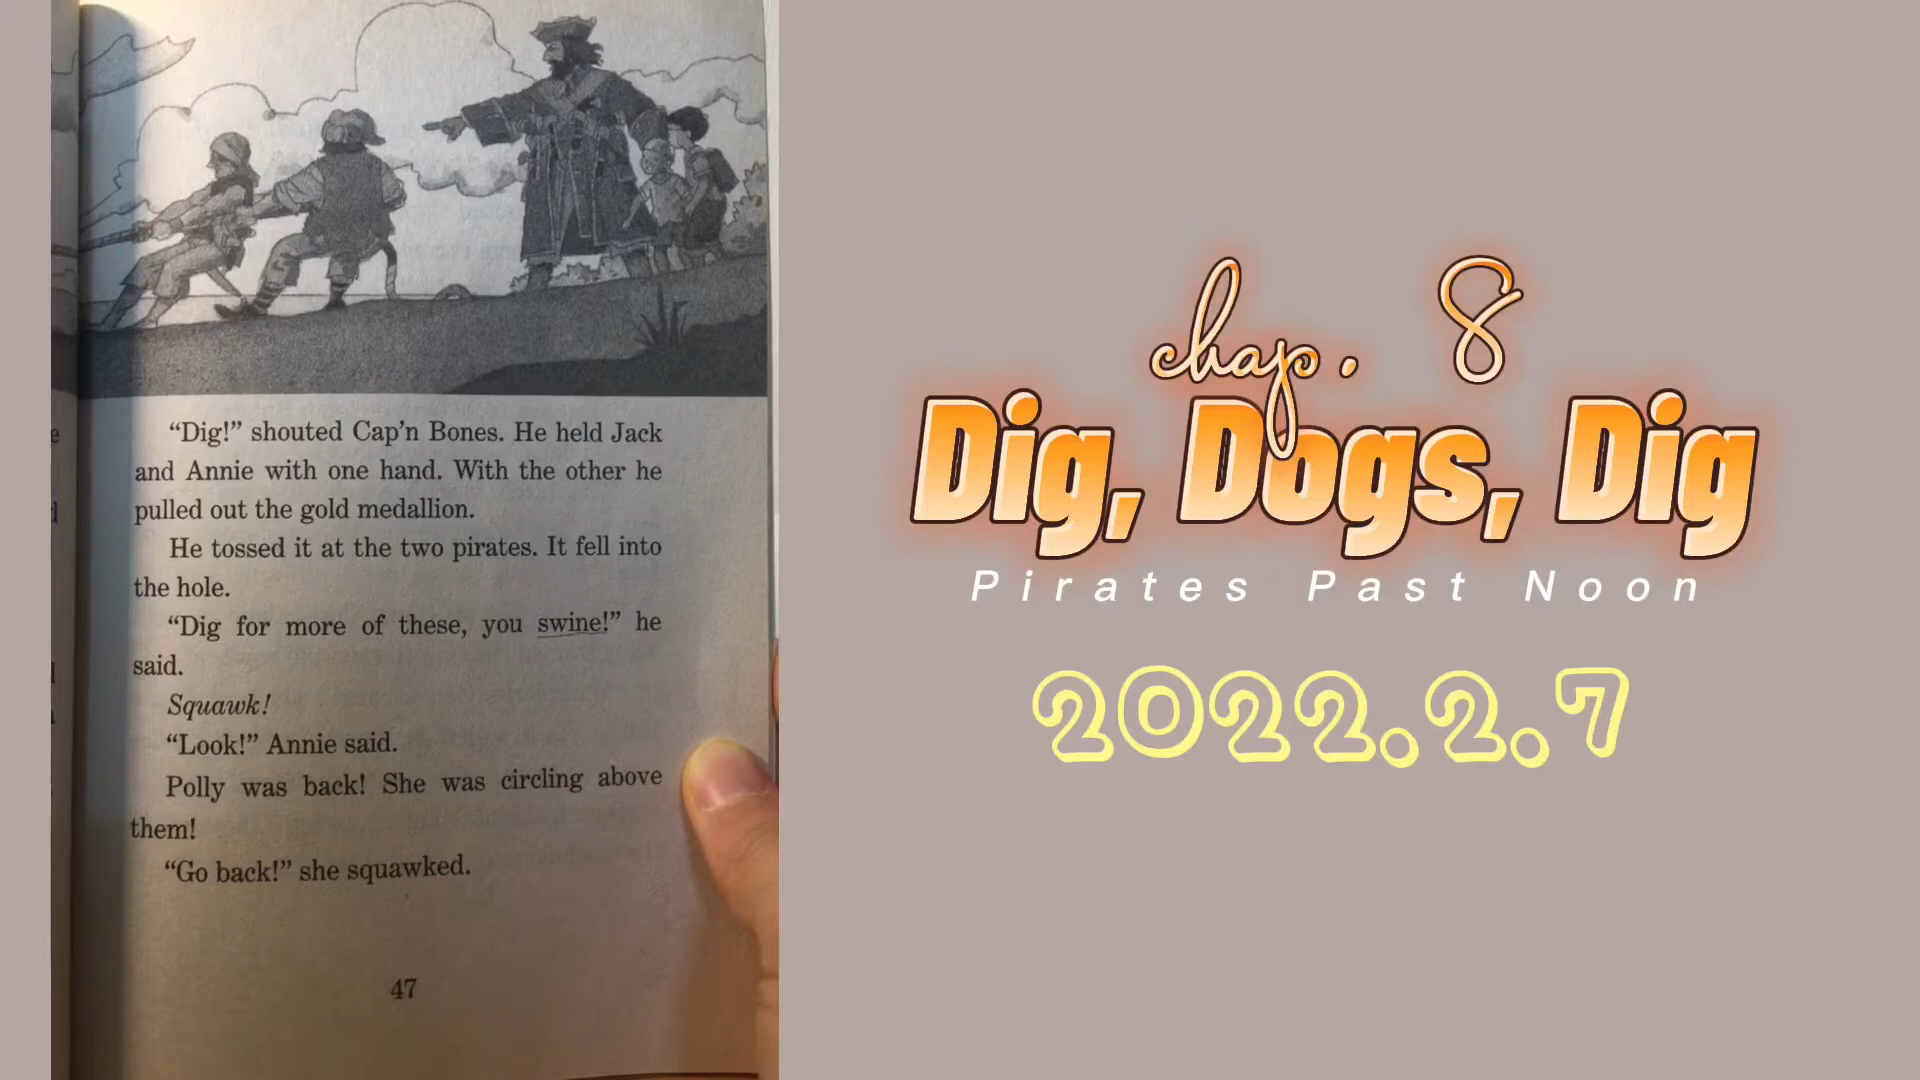 “Dig!” shouted Cap’n Bones. He held Jack
and Annie with one hand. With the other he
pulled out the gold medallion.
He tossed it at the two pirates. It fell into
the hole.
“Dig for more of these, you swine!” he
said.
Squawk!
“Look!” Annie said.
Polly was back! She was circling above
them!
“Go back!” she squawked.
47
chap. 8
Dig, Dogs, Dig
Pirates Past Noon
2022.2.7